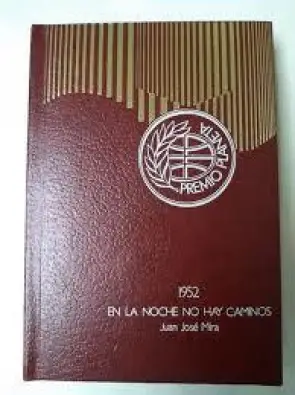 PREMIO PLANETA
1952
EN LA NOCHE NO HAY CAMINOS
Juan José Mira